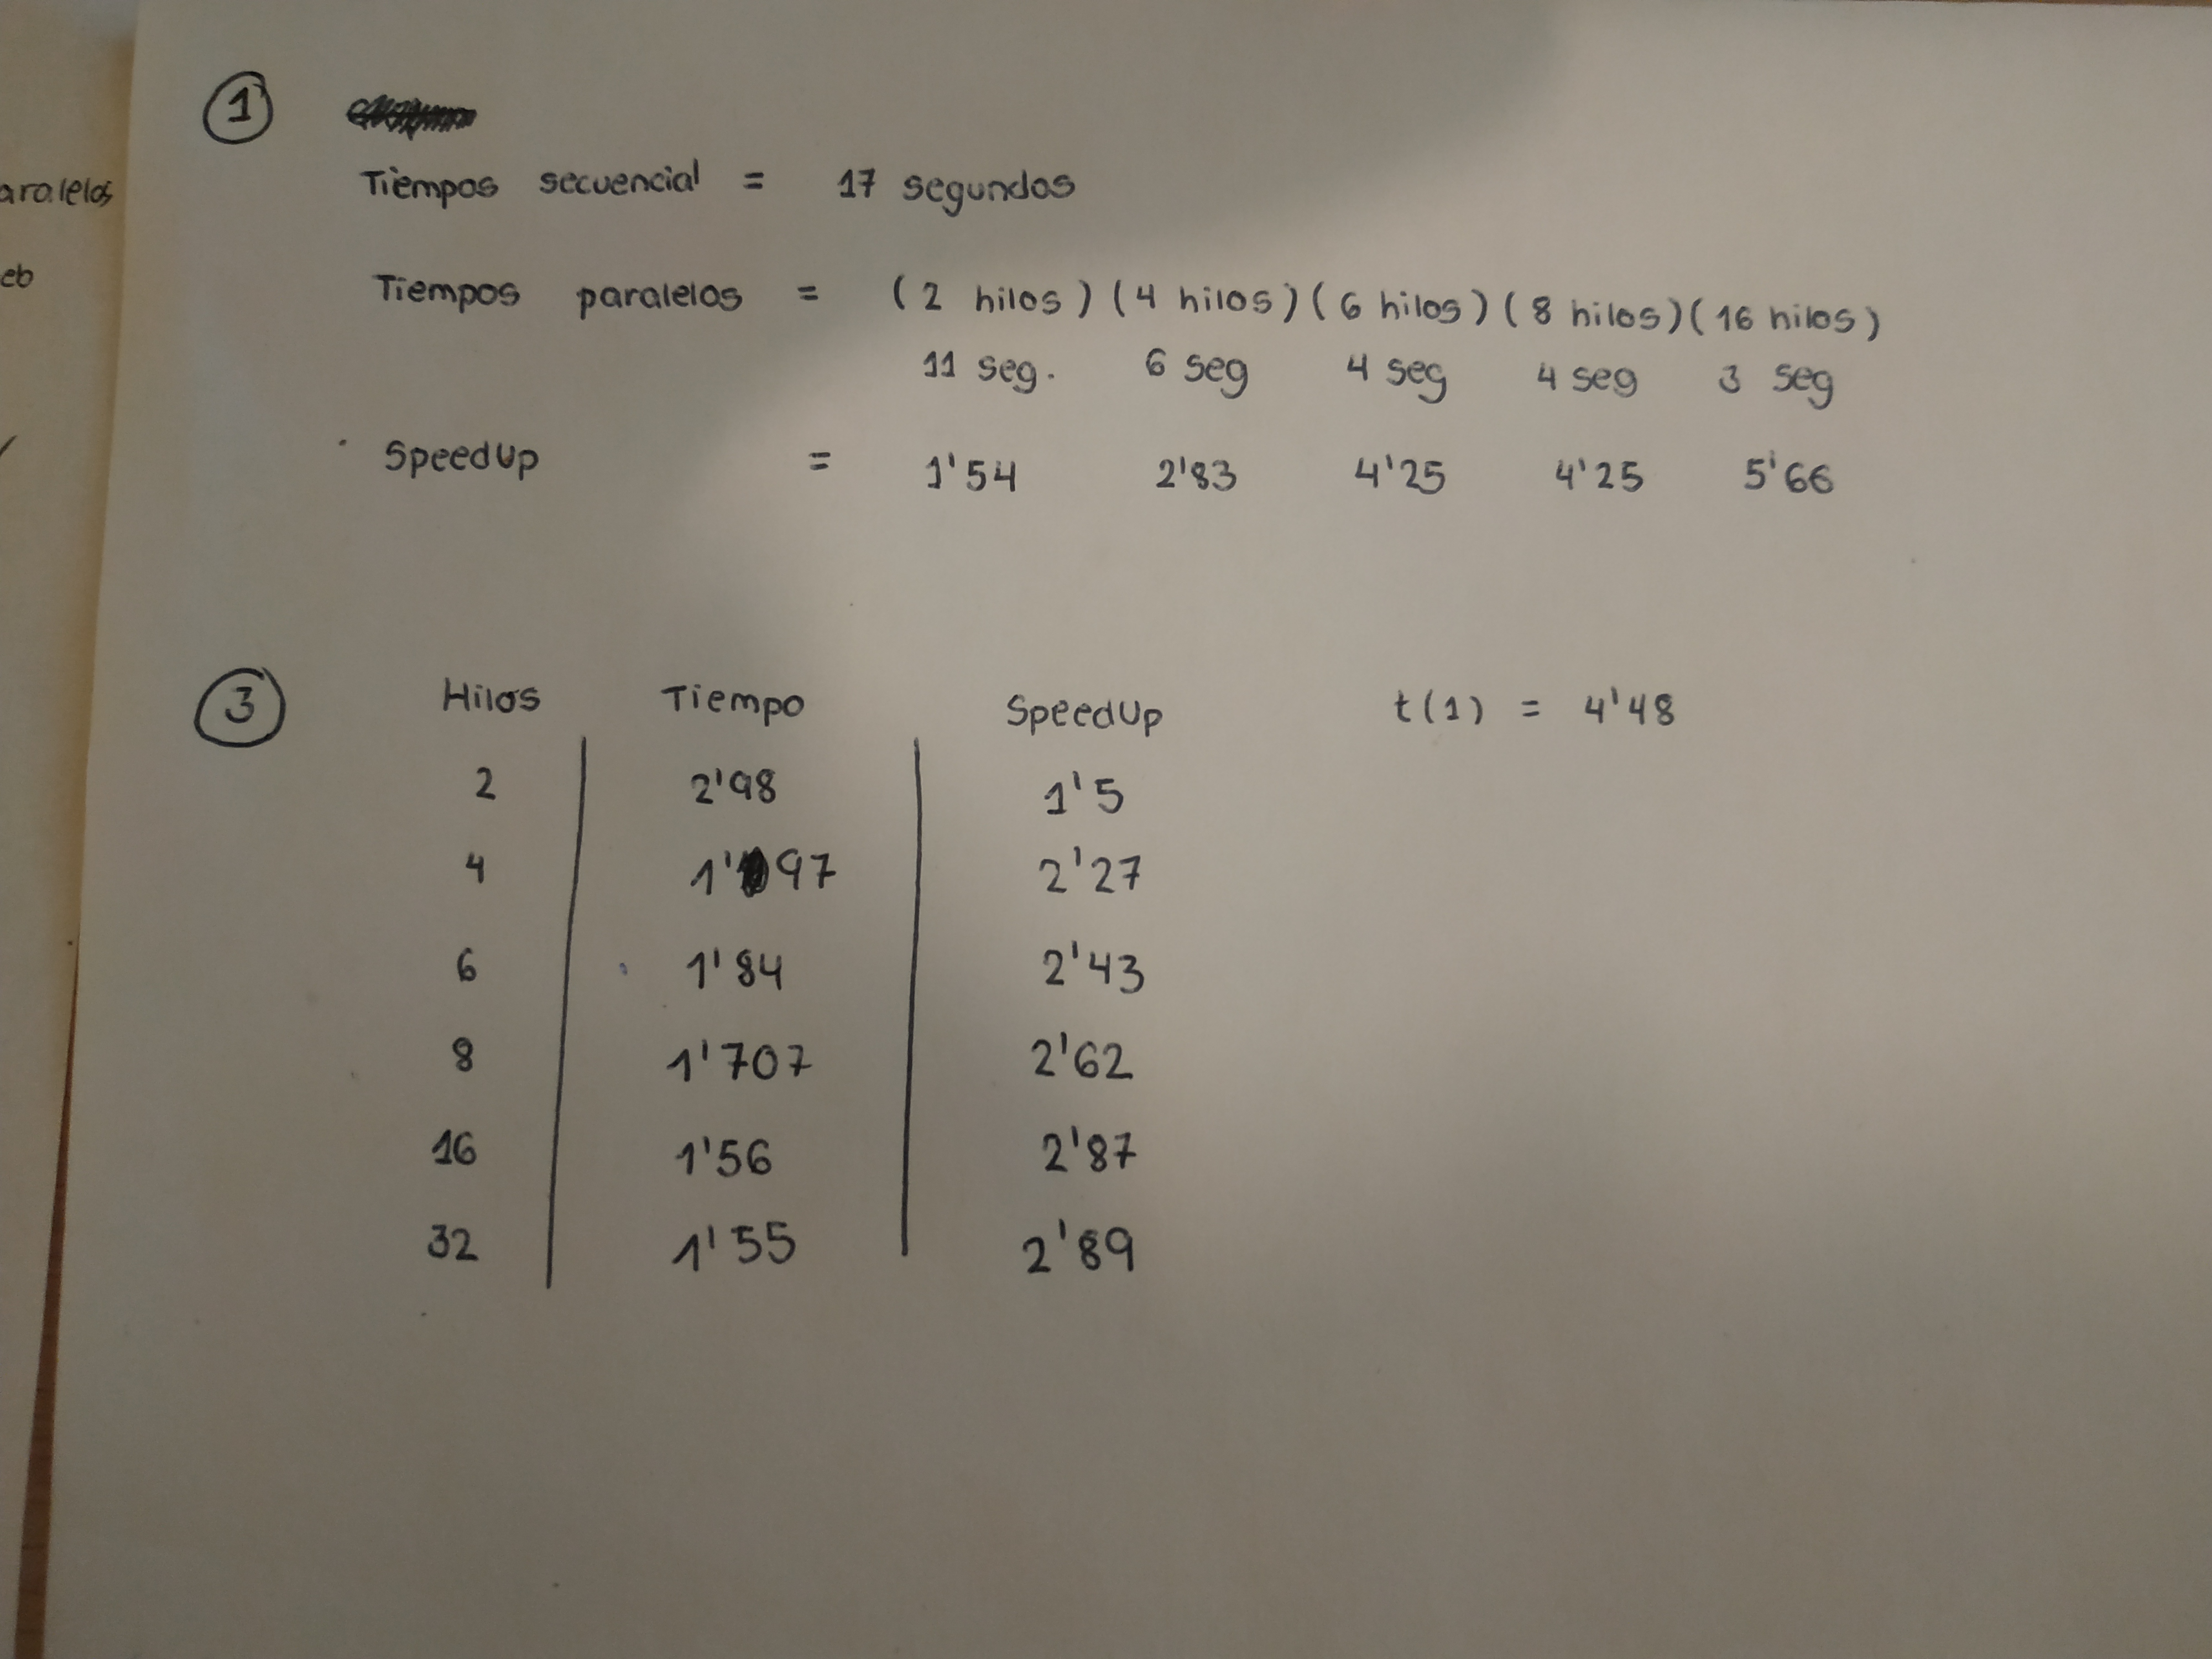 aralelos
eb
①
Tiempos secuencial = 17 segundos
Tiempos paralelos = (2 hilos) (4 hilos) (6 hilos) (8 hilos) (16 hilos)
11 seg. 6 seg 4 seg 4 seg 3 seg
Speedup = 1'54 2'83 4'25 4'25 5'66
③
Hilos Tiempo Speedup t(1) = 4'48
2 2'98 1'5
4 1'97 2'27
6 1'84 2'43
8 1'707 2'62
16 1'56 2'87
32 1'55 2'89